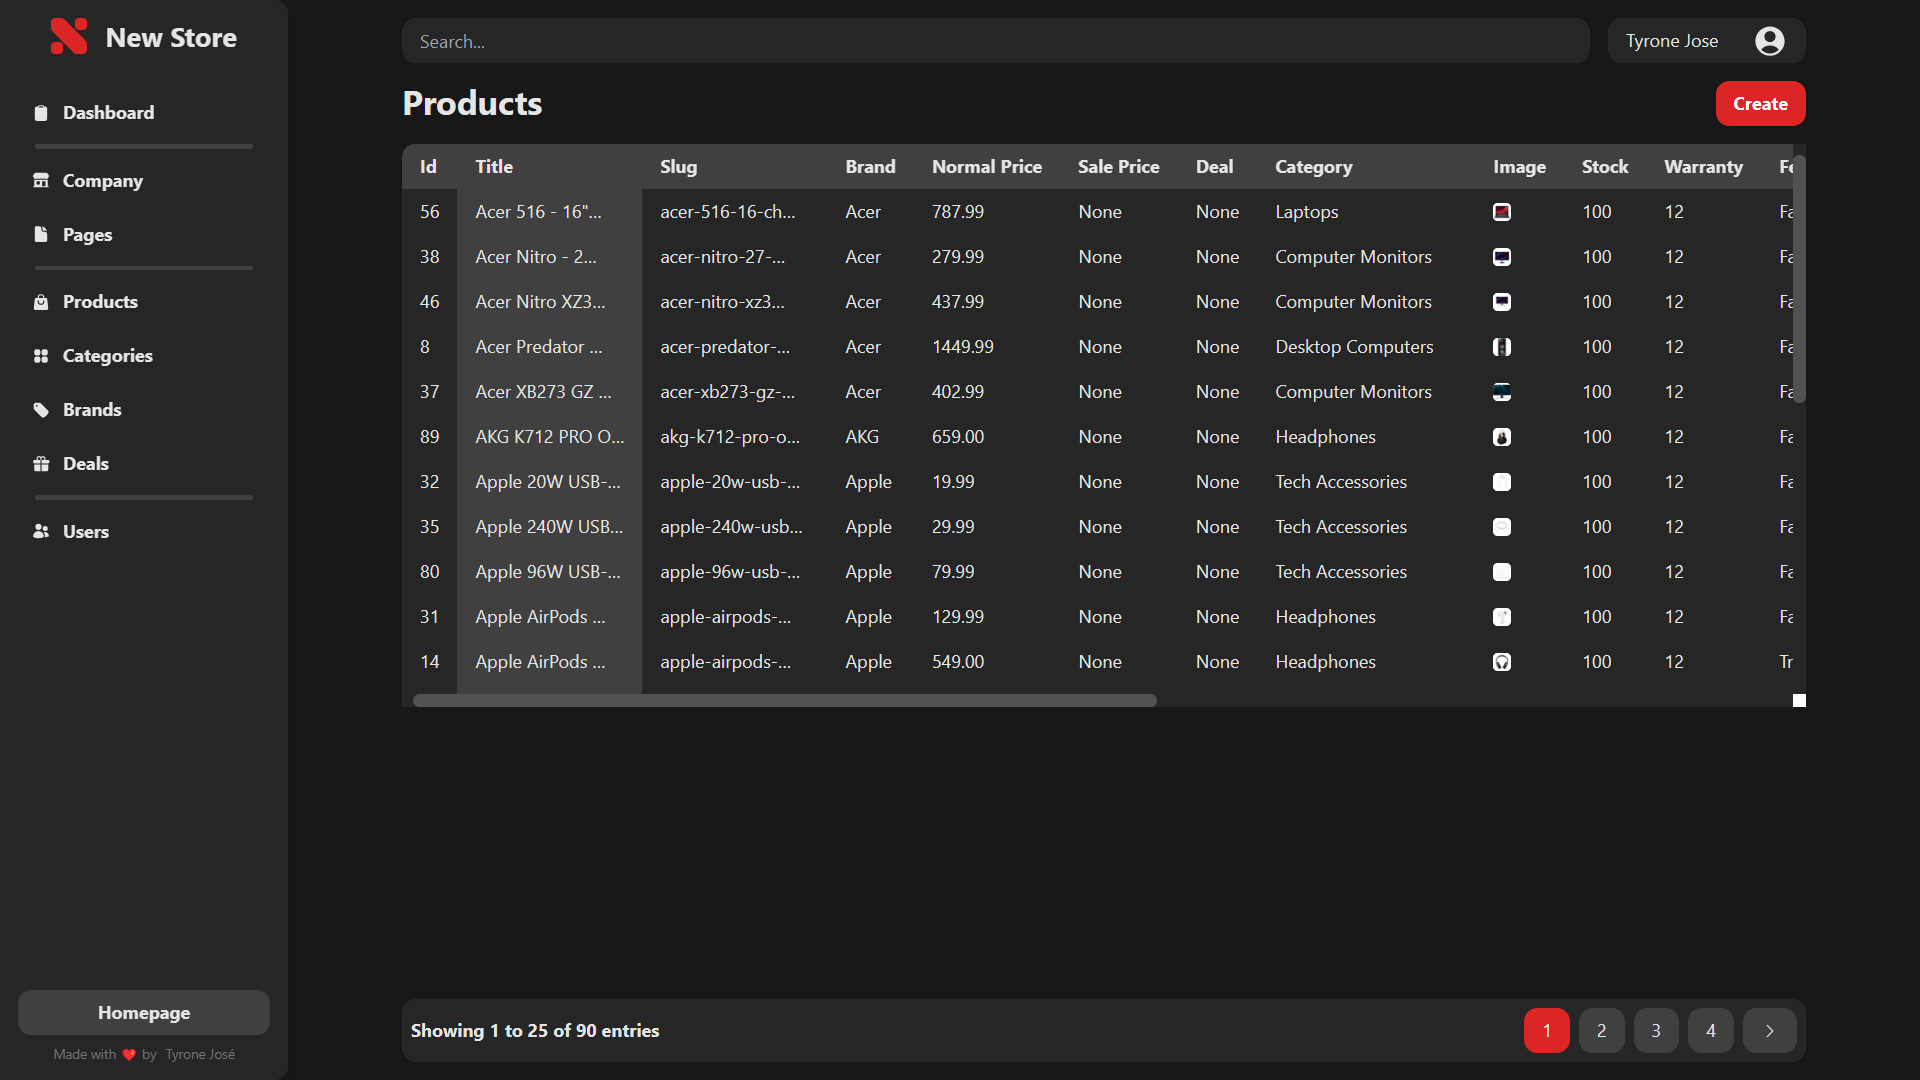 New Store
Dashboard
Company
Pages
Products
Categories
Brands
Deals
Users
Homepage
Made with ❤️ by Tyrone José
Search...
Tyrone Jose
Products
Create
Id Title Slug Brand Normal Price Sale Price Deal Category Image Stock Warranty Fe
56 Acer 516 - 16"... acer-516-16-ch... Acer 787.99 None None Laptops 100 12 Fa
38 Acer Nitro - 2... acer-nitro-27-... Acer 279.99 None None Computer Monitors 100 12 Fa
46 Acer Nitro XZ3... acer-nitro-xz3... Acer 437.99 None None Computer Monitors 100 12 Fa
8 Acer Predator ... acer-predator-... Acer 1449.99 None None Desktop Computers 100 12 Fa
37 Acer XB273 GZ ... acer-xb273-gz-... Acer 402.99 None None Computer Monitors 100 12 Fa
89 AKG K712 PRO O... akg-k712-pro-o... AKG 659.00 None None Headphones 100 12 Fa
32 Apple 20W USB-... apple-20w-usb-... Apple 19.99 None None Tech Accessories 100 12 Fa
35 Apple 240W USB... apple-240w-usb... Apple 29.99 None None Tech Accessories 100 12 Fa
80 Apple 96W USB-... apple-96w-usb-... Apple 79.99 None None Tech Accessories 100 12 Fa
31 Apple AirPods ... apple-airpods-... Apple 129.99 None None Headphones 100 12 Fa
14 Apple AirPods ... apple-airpods-... Apple 549.00 None None Headphones 100 12 Tr
Showing 1 to 25 of 90 entries
1 2 3 4